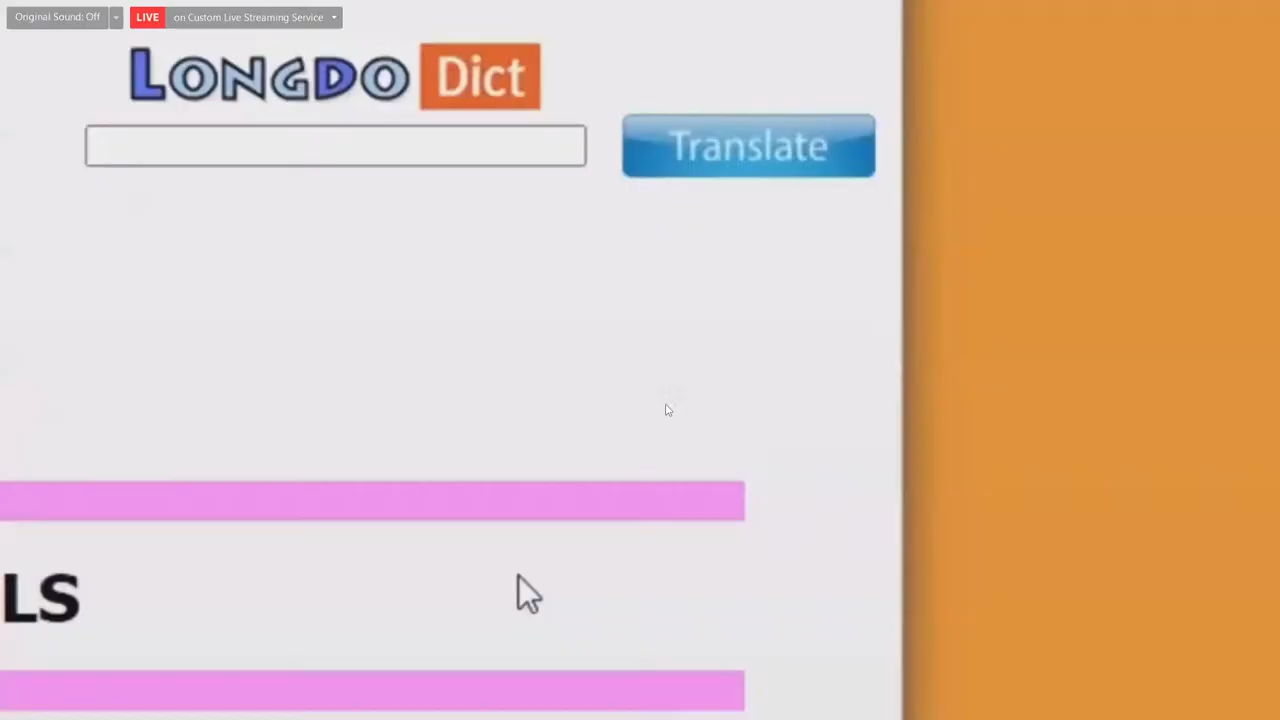 Original Sound: Off
LIVE on Custom Live Streaming Service
LONGDO Dict
Translate
LS